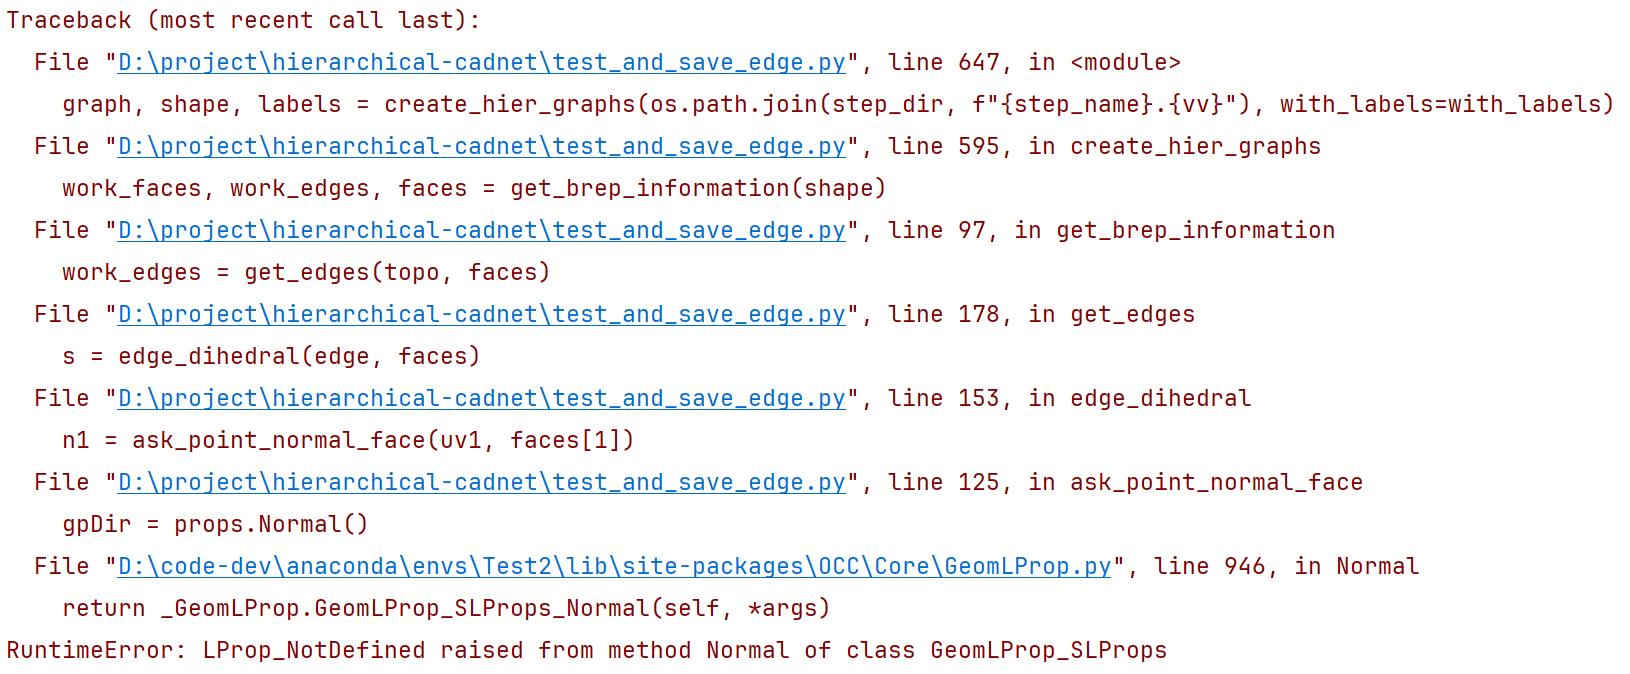 Traceback (most recent call last):
  File "D:\project\hierarchical-cadnet\test_and_save_edge.py", line 647, in <module>
    graph, shape, labels = create_hier_graphs(os.path.join(step_dir, f"{step_name}.{vv}"), with_labels=with_labels)
  File "D:\project\hierarchical-cadnet\test_and_save_edge.py", line 595, in create_hier_graphs
    work_faces, work_edges, faces = get_brep_information(shape)
  File "D:\project\hierarchical-cadnet\test_and_save_edge.py", line 97, in get_brep_information
    work_edges = get_edges(topo, faces)
  File "D:\project\hierarchical-cadnet\test_and_save_edge.py", line 178, in get_edges
    s = edge_dihedral(edge, faces)
  File "D:\project\hierarchical-cadnet\test_and_save_edge.py", line 153, in edge_dihedral
    n1 = ask_point_normal_face(uv1, faces[1])
  File "D:\project\hierarchical-cadnet\test_and_save_edge.py", line 125, in ask_point_normal_face
    gpDir = props.Normal()
  File "D:\code-dev\anaconda\envs\Test2\lib\site-packages\OCC\Core\GeomLProp.py", line 946, in Normal
    return _GeomLProp.GeomLProp_SLProps_Normal(self, *args)
RuntimeError: LProp_NotDefined raised from method Normal of class GeomLProp_SLProps